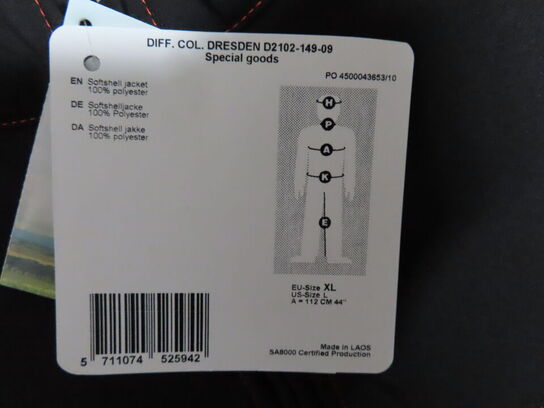 DIFF. COL. DRESDEN D2102-149-09
Special goods
PO 4500043653/10
EN Softshell jacket
100% polyester
DE Softshelljacke
100% Polyester
DA Softshell jakke
100% polyester
H
P
A
K
E
EU-Size XL
US-Size L
A = 112 CM 44"
5 711074 525942
Made in LAOS
SA8000 Certified Production